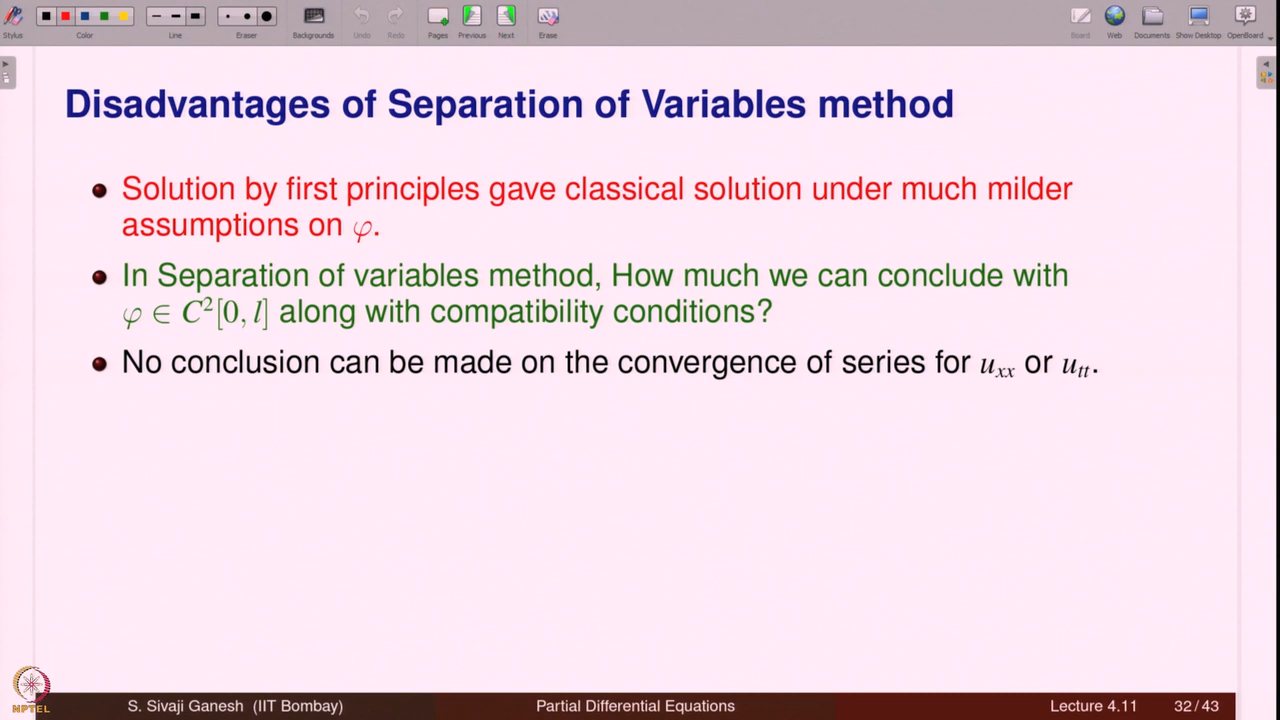 Stylus Color Line Eraser Backgrounds Undo Redo Pages Previous Next Erase Board Web Documents Show Desktop OpenBoard
Disadvantages of Separation of Variables method
Solution by first principles gave classical solution under much milder
assumptions on φ.
In Separation of variables method, How much we can conclude with
φ ∈ C²[0, l] along with compatibility conditions?
No conclusion can be made on the convergence of series for uₓₓ or uₜₜ.
NPTEL
S. Sivaji Ganesh (IIT Bombay) Partial Differential Equations Lecture 4.11 32/43